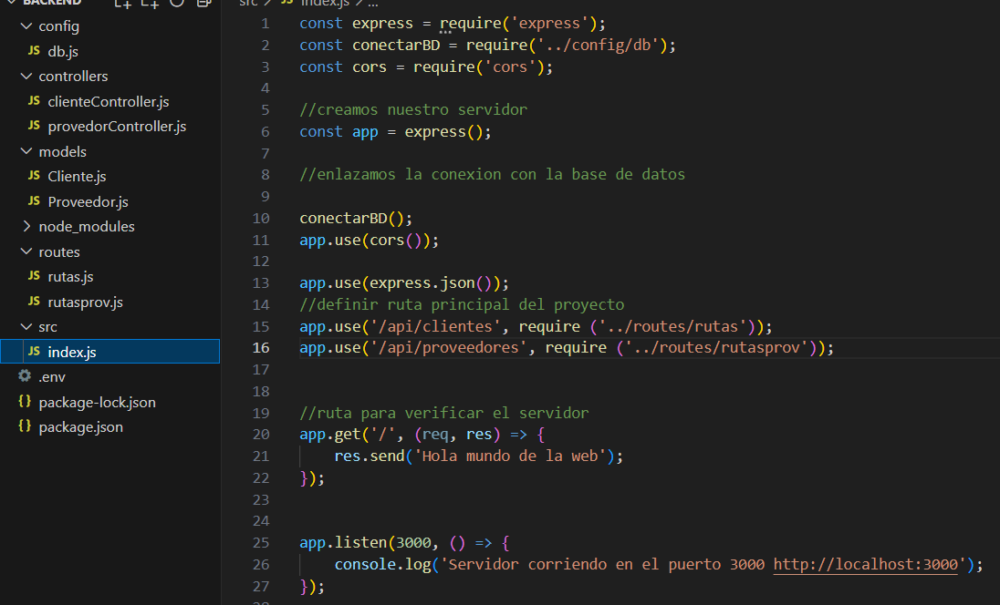 BACKEND
config
JS db.js
controllers
JS clienteController.js
JS provedorController.js
models
JS Cliente.js
JS Proveedor.js
node_modules
routes
JS rutas.js
JS rutasprov.js
src
JS index.js
.env
{} package-lock.json
{} package.json
src > JS index.js > ...
1 const express = require('express');
2 const conectarBD = require('../config/db');
3 const cors = require('cors');
4
5 //creamos nuestro servidor
6 const app = express();
7
8 //enlazamos la conexion con la base de datos
9
10 conectarBD();
11 app.use(cors());
12
13 app.use(express.json());
14 //definir ruta principal del proyecto
15 app.use('/api/clientes', require ('../routes/rutas'));
16 app.use('/api/proveedores', require ('../routes/rutasprov'));
17
18
19 //ruta para verificar el servidor
20 app.get('/', (req, res) => {
21 res.send('Hola mundo de la web');
22 });
23
24
25 app.listen(3000, () => {
26 console.log('Servidor corriendo en el puerto 3000 http://localhost:3000');
27 });
28